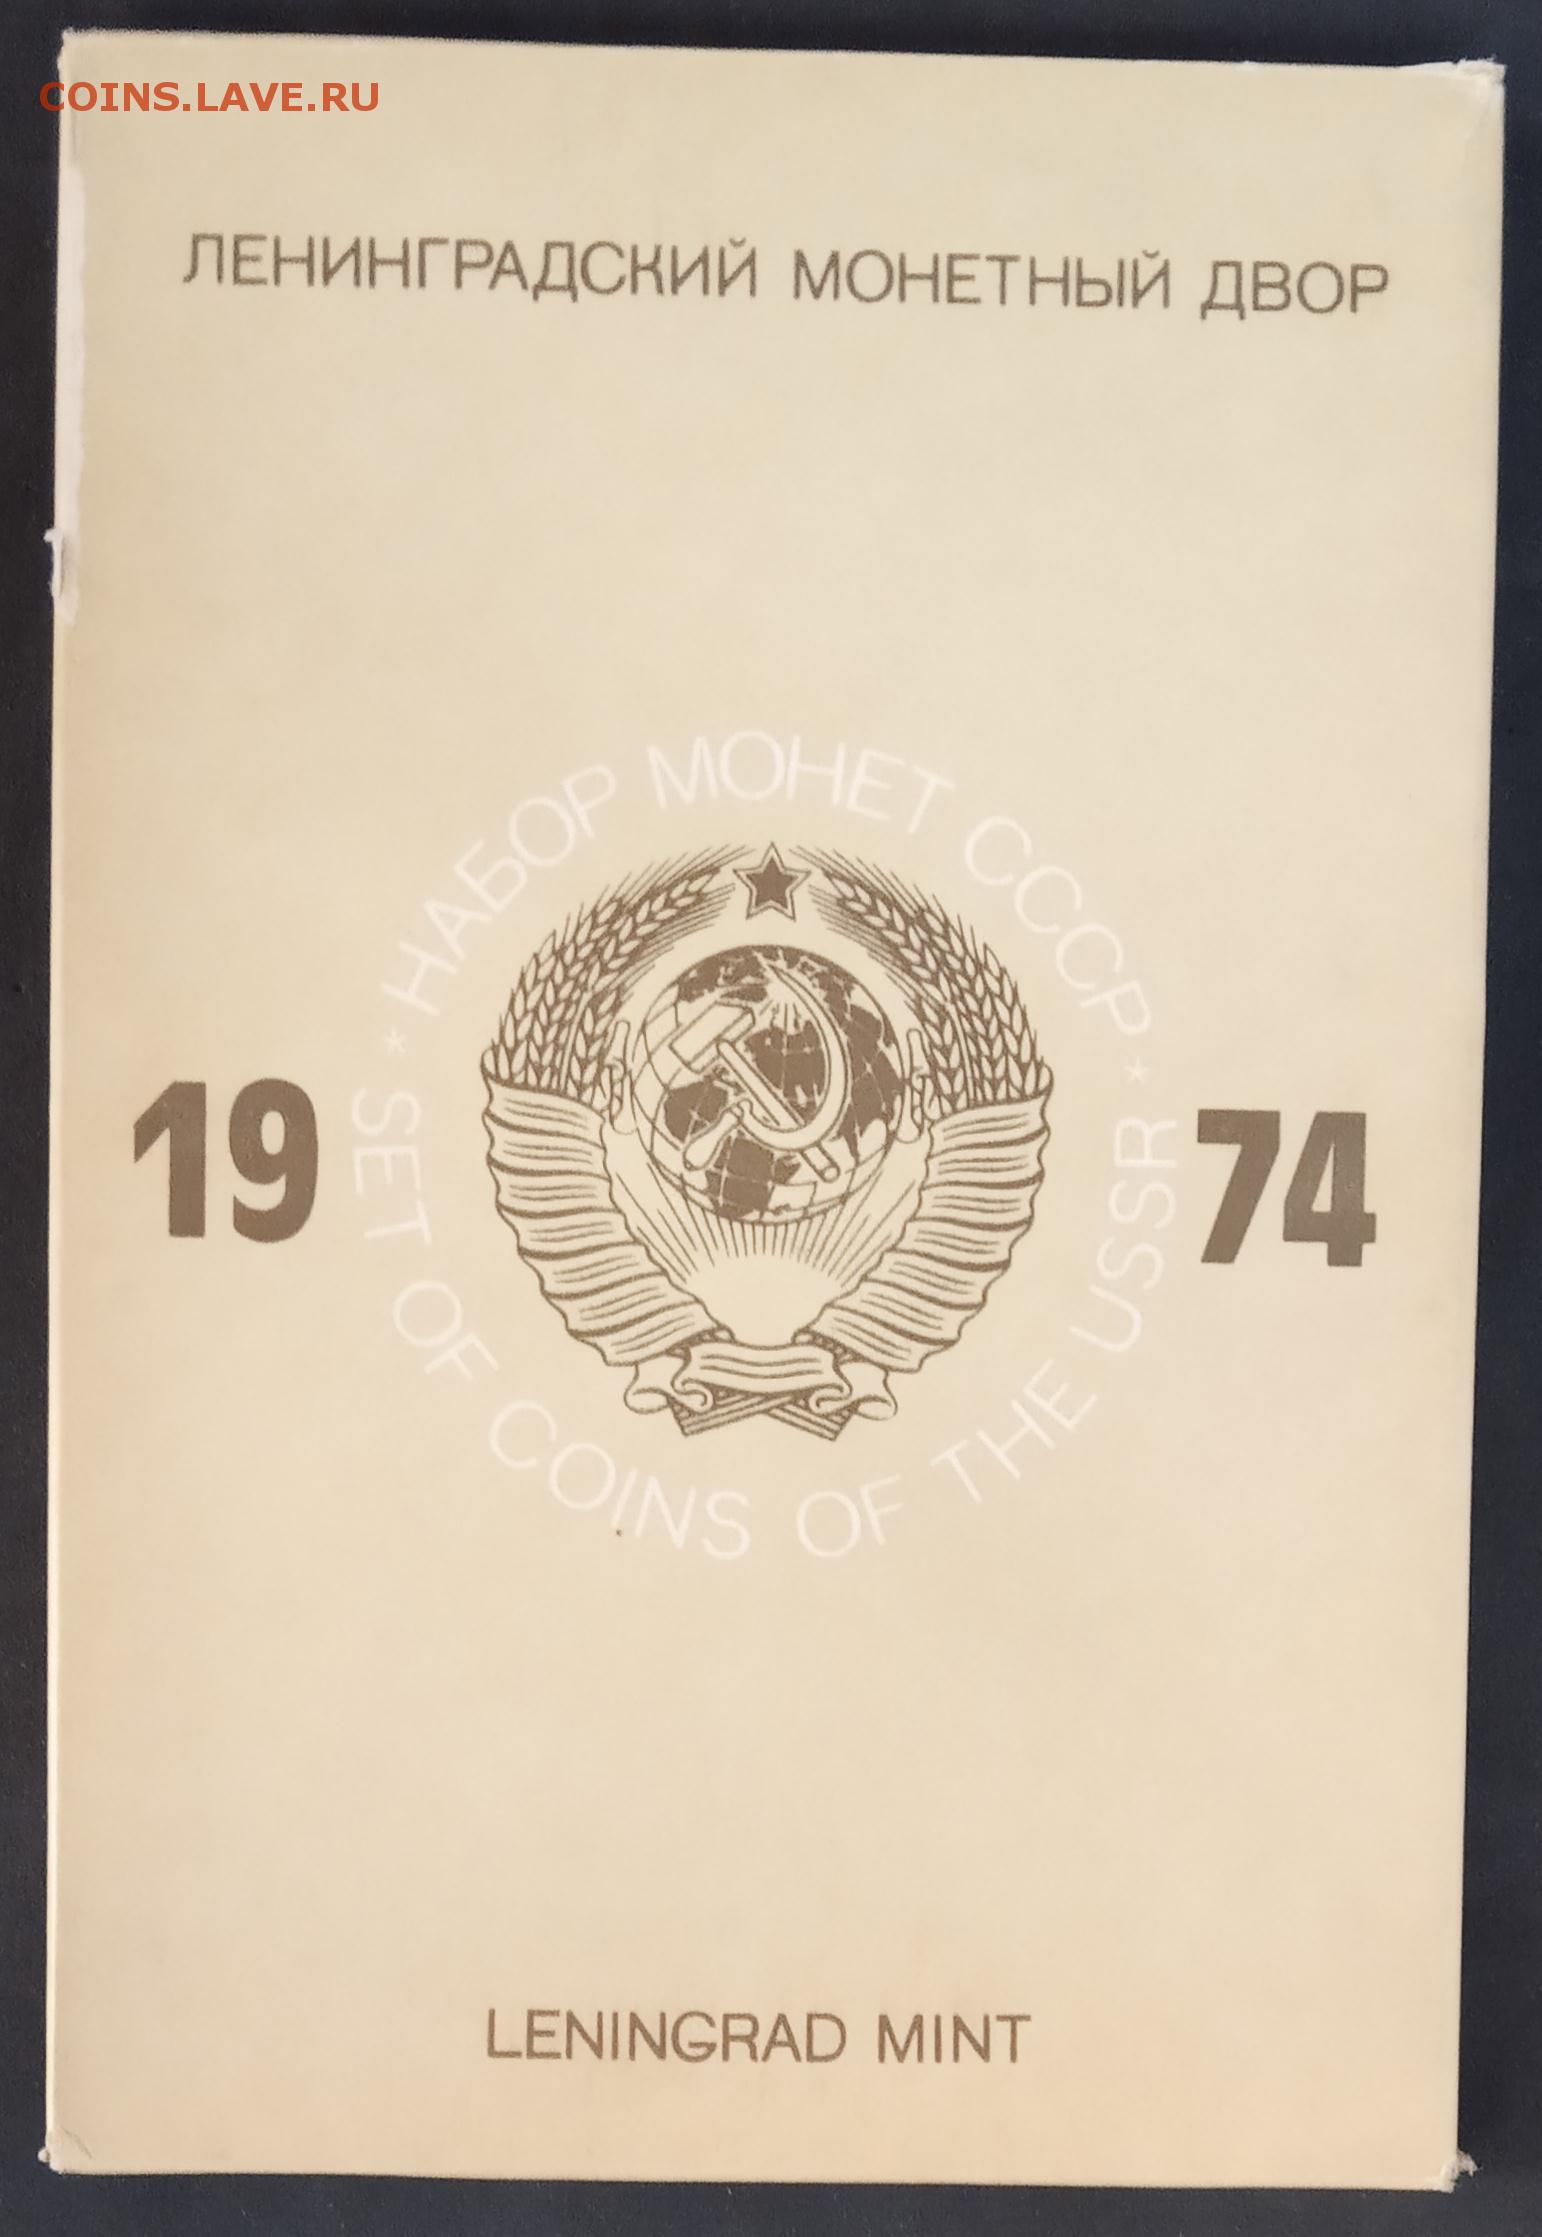 COINS.LAVE.RU
ЛЕНИНГРАДСКИЙ МОНЕТНЫЙ ДВОР
* НАБОР МОНЕТ СССР *
19
74
SET OF COINS OF THE USSR
LENINGRAD MINT